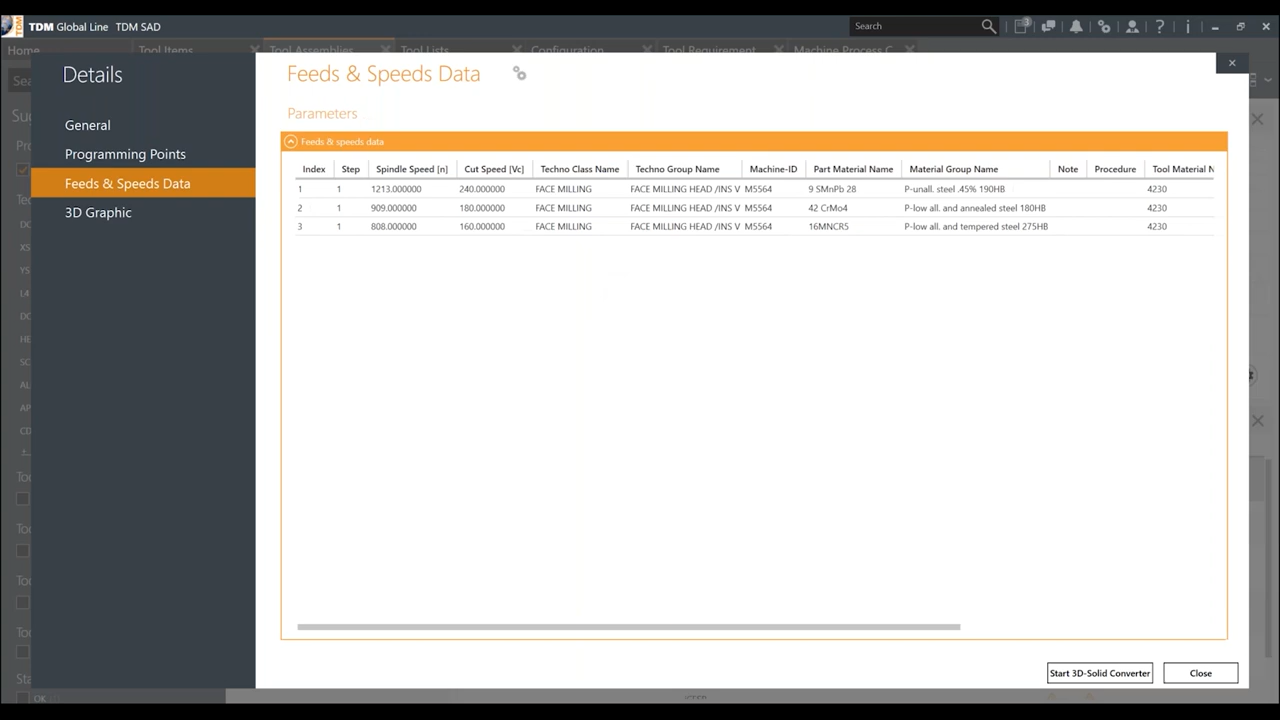 TDM Global Line TDM SAD Search 3
Home Tool Items Tool Assemblies Tool Lists Configuration Tool Requirement Machine Process C
Details
General
Programming Points
Feeds & Speeds Data
3D Graphic
Feeds & Speeds Data
Parameters
Feeds & speeds data
Index Step Spindle Speed [n] Cut Speed [Vc] Techno Class Name Techno Group Name Machine-ID Part Material Name Material Group Name Note Procedure Tool Material N
1 1 1213.000000 240.000000 FACE MILLING FACE MILLING HEAD /INS V M5564 9 SMnPb 28 P-unall. steel .45% 190HB 4230
2 1 909.000000 180.000000 FACE MILLING FACE MILLING HEAD /INS V M5564 42 CrMo4 P-low all. and annealed steel 180HB 4230
3 1 808.000000 160.000000 FACE MILLING FACE MILLING HEAD /INS V M5564 16MNCR5 P-low all. and tempered steel 275HB 4230
Start 3D-Solid Converter Close
OK